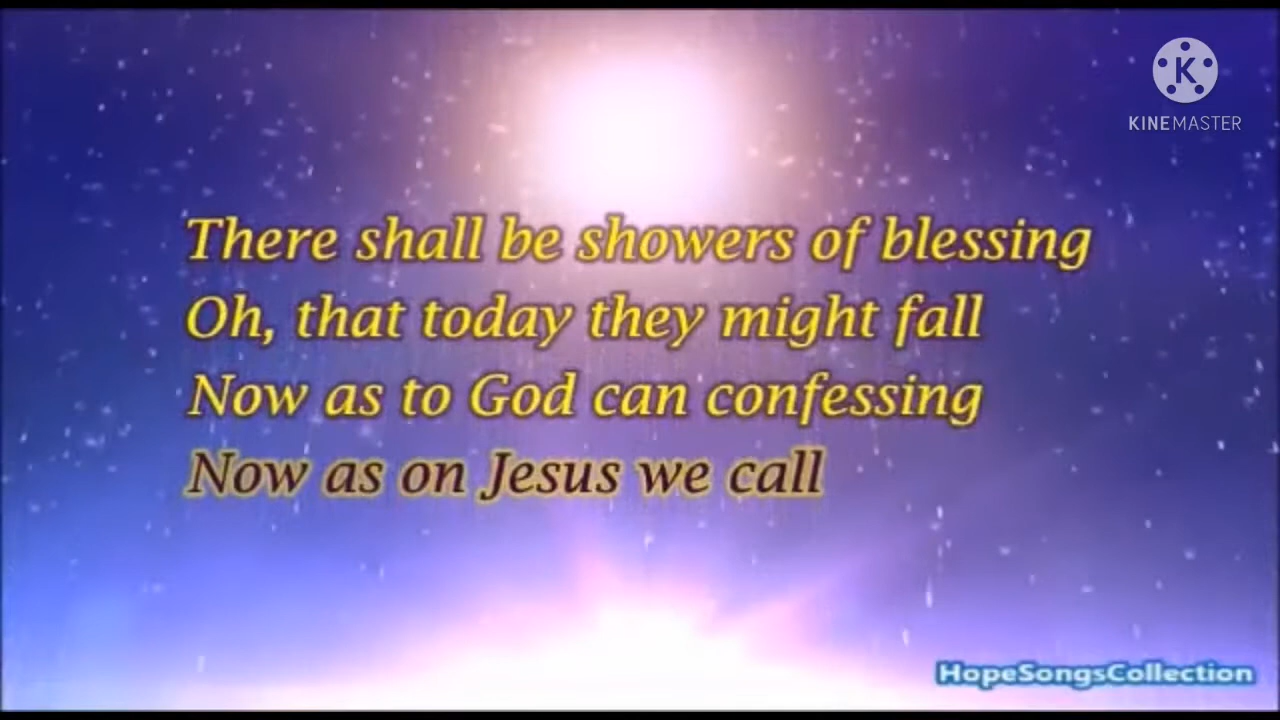 K
KINEMASTER
There shall be showers of blessing
Oh, that today they might fall
Now as to God can confessing
Now as on Jesus we call
HopeSongsCollection